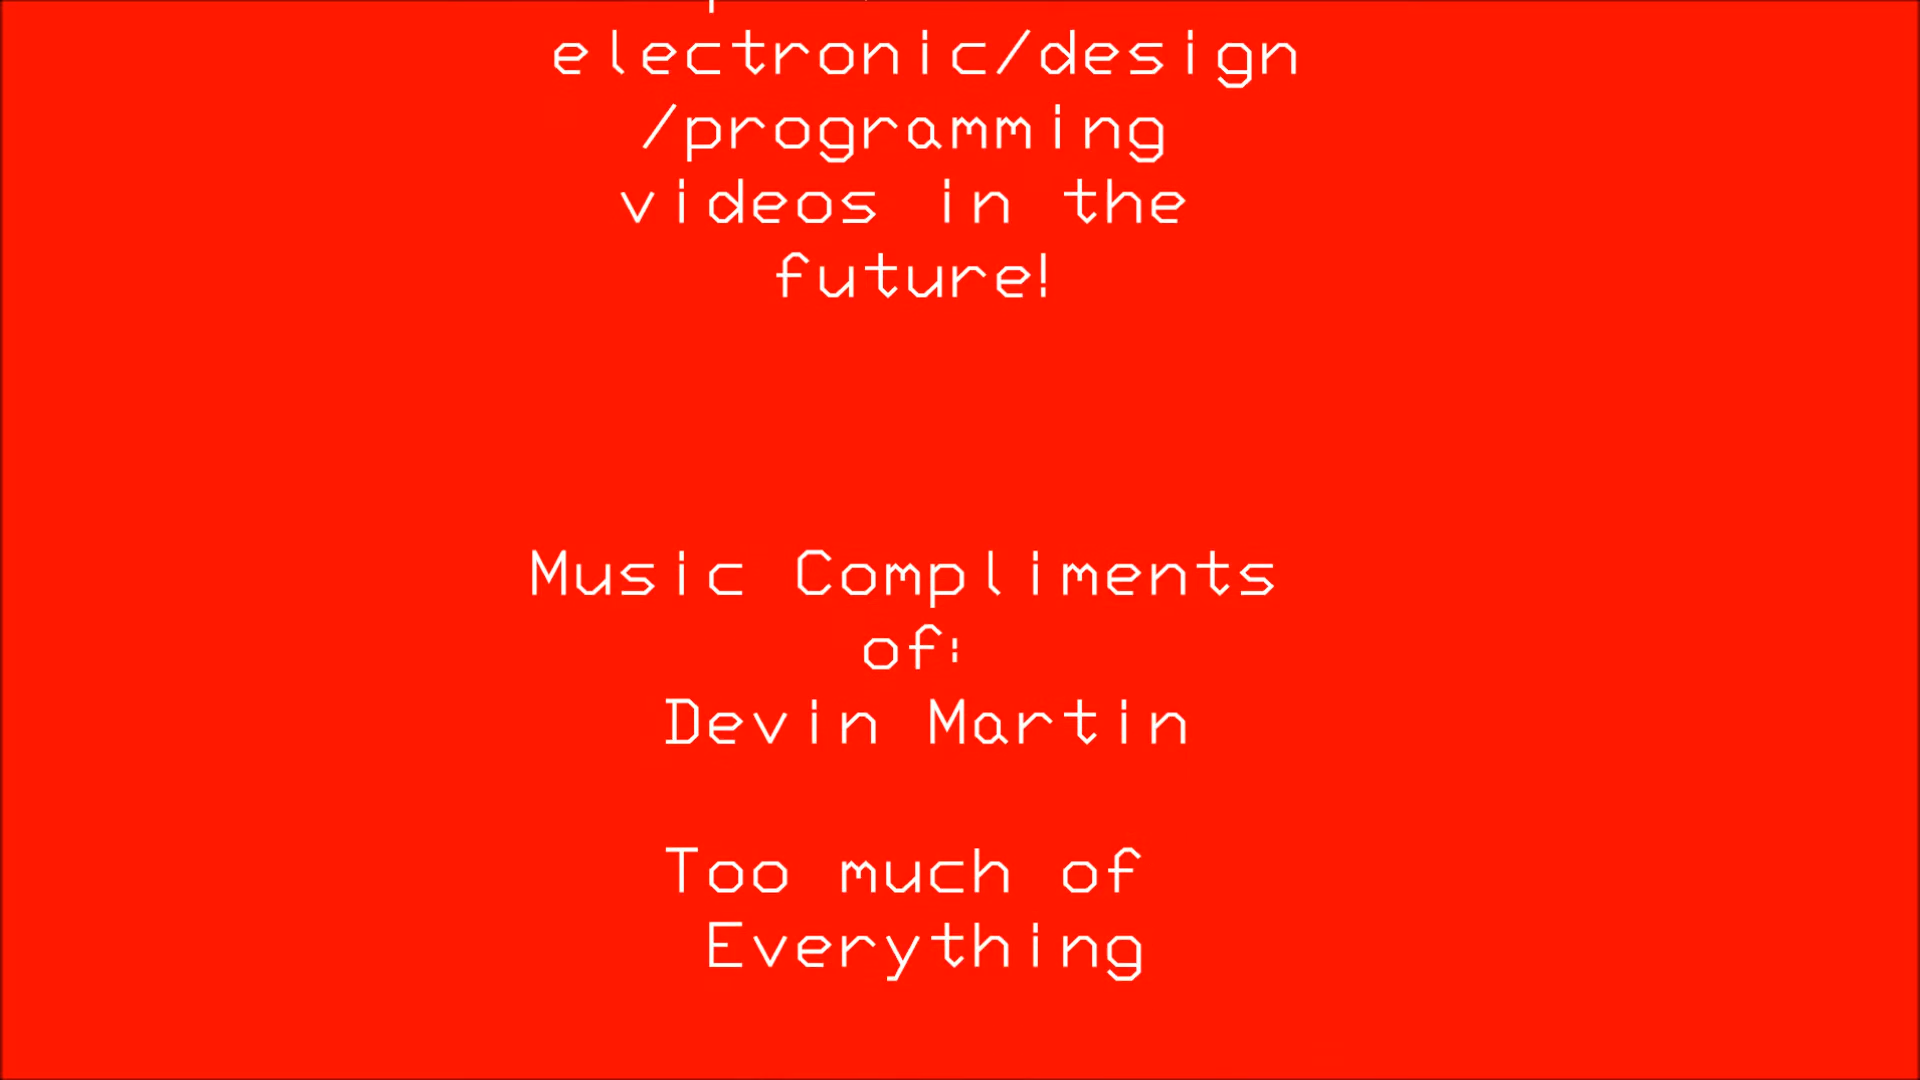 electronic/design
/programming
videos in the
future!
Music Compliments
of:
Devin Martin
Too much of
Everything